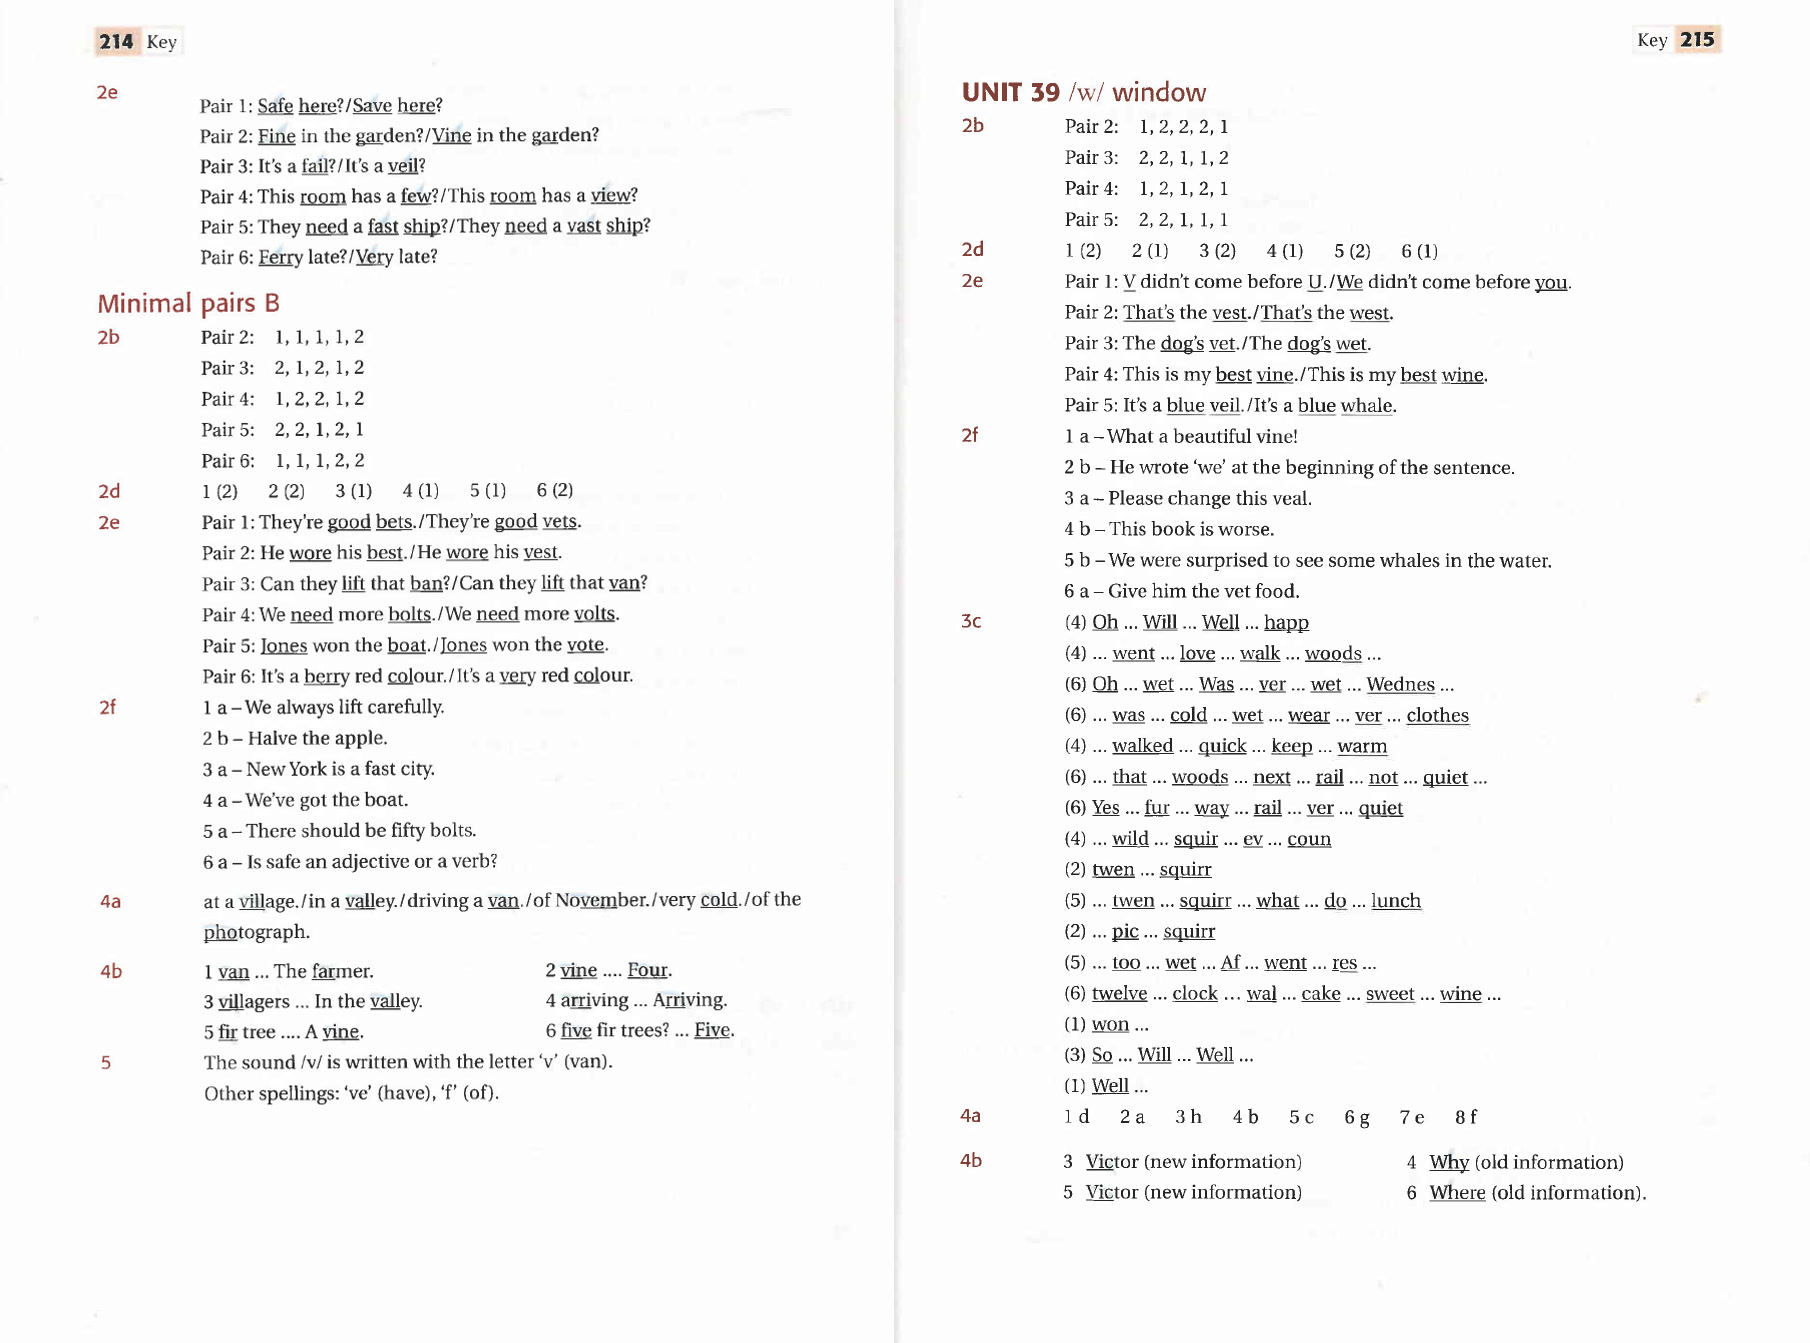 214 Key
2e
Pair 1: Safe here?/Save here?
Pair 2: Fine in the garden?/Vine in the garden?
Pair 3: It's a fail?/It's a veil?
Pair 4: This room has a few?/This room has a view?
Pair 5: They need a fast ship?/They need a vast ship?
Pair 6: Ferry late?/Very late?
Minimal pairs B
2b Pair 2: 1, 1, 1, 1, 2
Pair 3: 2, 1, 2, 1, 2
Pair 4: 1, 2, 2, 1, 2
Pair 5: 2, 2, 1, 2, 1
Pair 6: 1, 1, 1, 2, 2
2d 1 (2) 2 (2) 3 (1) 4 (1) 5 (1) 6 (2)
2e Pair 1: They're good bets./They're good vets.
Pair 2: He wore his best./He wore his vest.
Pair 3: Can they lift that ban?/Can they lift that van?
Pair 4: We need more bolts./We need more volts.
Pair 5: Jones won the boat./Jones won the vote.
Pair 6: It's a berry red colour./It's a very red colour.
2f 1 a – We always lift carefully.
2 b – Halve the apple.
3 a – New York is a fast city.
4 a – We've got the boat.
5 a – There should be fifty bolts.
6 a – Is safe an adjective or a verb?
4a at a village./in a valley./driving a van./of November./very cold./of the
photograph.
4b 1 van ... The farmer. 2 vine .... Four.
3 villagers ... In the valley. 4 arriving ... Arriving.
5 fir tree .... A vine. 6 five fir trees? ... Five.
5 The sound /v/ is written with the letter 'v' (van).
Other spellings: 've' (have), 'f' (of).
Key 215
UNIT 39 /w/ window
2b Pair 2: 1, 2, 2, 2, 1
Pair 3: 2, 2, 1, 1, 2
Pair 4: 1, 2, 1, 2, 1
Pair 5: 2, 2, 1, 1, 1
2d 1 (2) 2 (1) 3 (2) 4 (1) 5 (2) 6 (1)
2e Pair 1: V didn't come before U./We didn't come before you.
Pair 2: That's the vest./That's the west.
Pair 3: The dog's vet./The dog's wet.
Pair 4: This is my best vine./This is my best wine.
Pair 5: It's a blue veil./It's a blue whale.
2f 1 a – What a beautiful vine!
2 b – He wrote 'we' at the beginning of the sentence.
3 a – Please change this veal.
4 b – This book is worse.
5 b – We were surprised to see some whales in the water.
6 a – Give him the vet food.
3c (4) Oh ... Will ... Well ... happ
(4) ... went ... love ... walk ... woods ...
(6) Oh ... wet ... Was ... ver ... wet ... Wednes ...
(6) ... was ... cold ... wet ... wear ... ver ... clothes
(4) ... walked ... quick ... keep ... warm
(6) ... that ... woods ... next ... rail ... not ... quiet ...
(6) Yes ... fur ... way ... rail ... ver ... quiet
(4) ... wild ... squir ... ev ... coun
(2) twen ... squirr
(5) ... twen ... squirr ... what ... do ... lunch
(2) ... pic ... squirr
(5) ... too ... wet ... Af ... went ... res ...
(6) twelve ... clock ... wal ... cake ... sweet ... wine ...
(1) won ...
(3) So ... Will ... Well ...
(1) Well ...
4a 1 d 2 a 3 h 4 b 5 c 6 g 7 e 8 f
4b 3 Victor (new information) 4 Why (old information)
5 Victor (new information) 6 Where (old information).